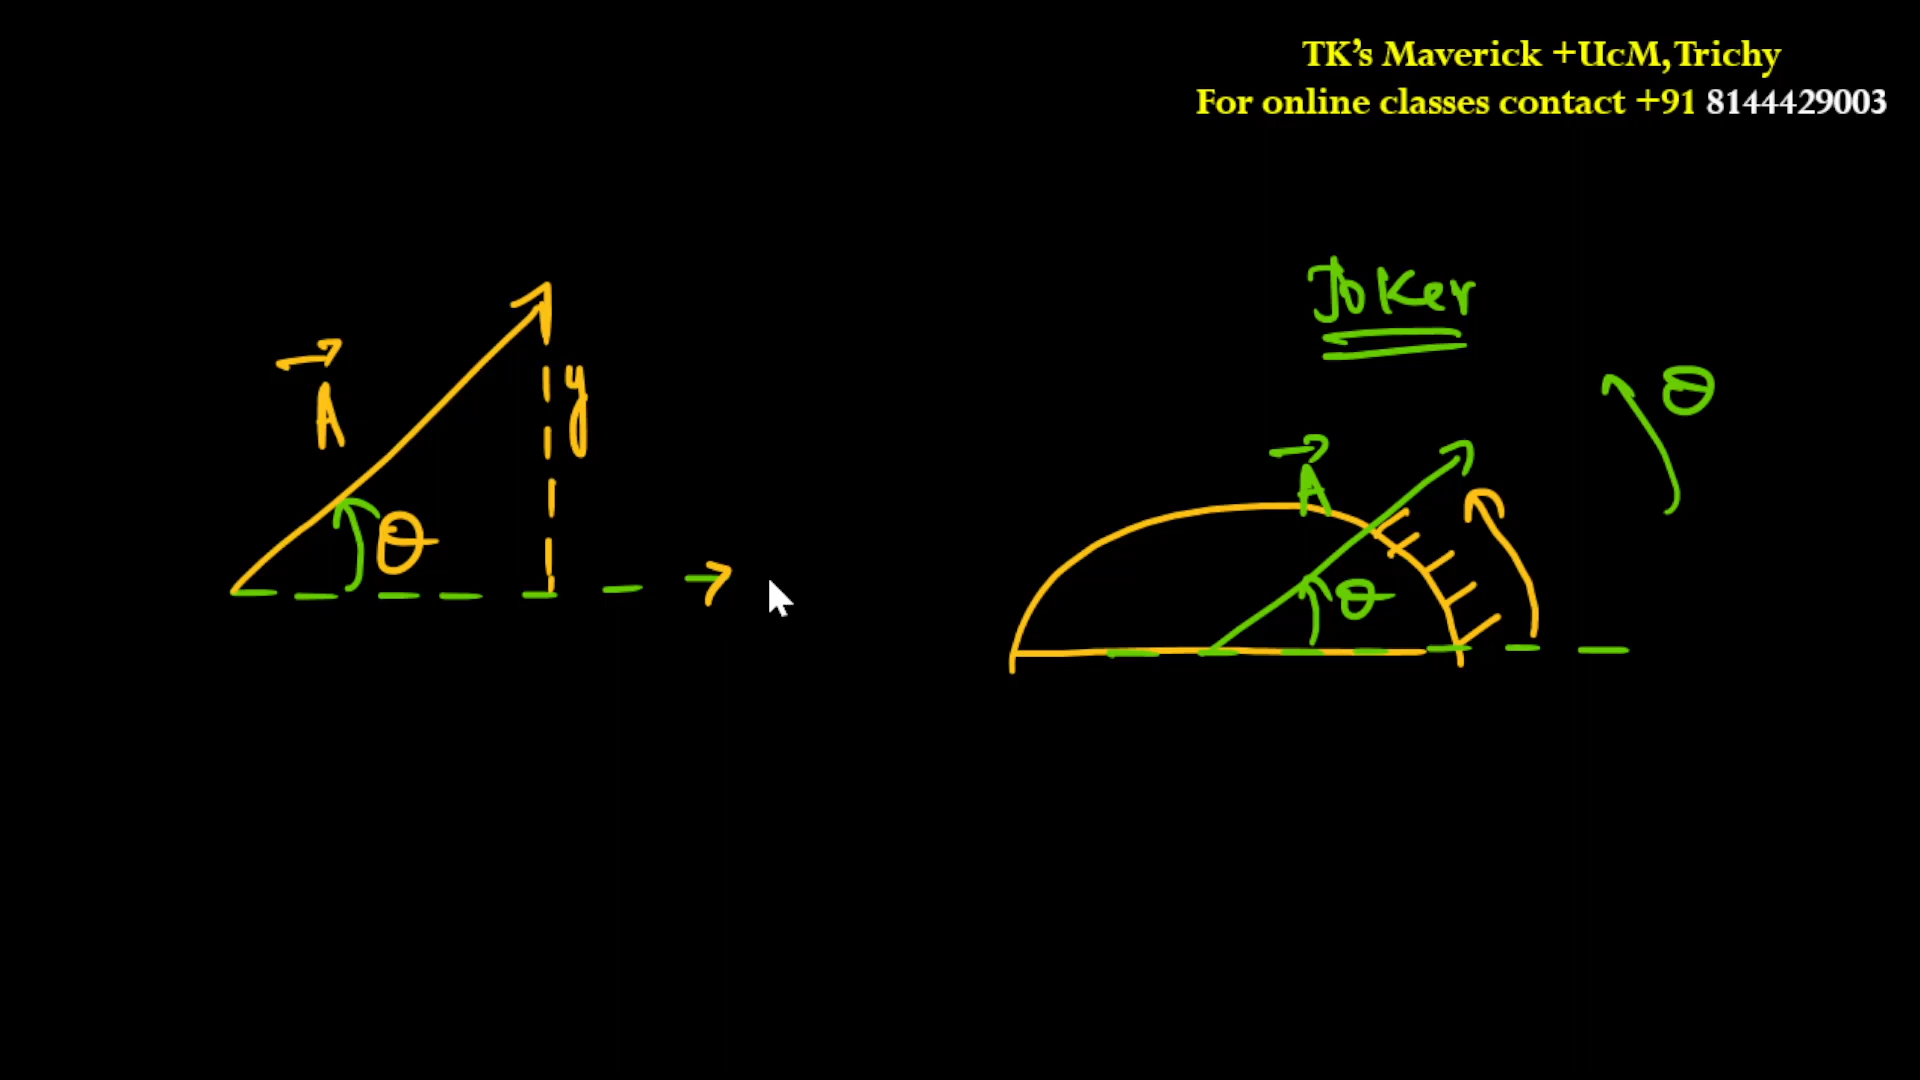 TK's Maverick +UcM, Trichy
For online classes contact +91 8144429003
Joker
A
y
θ
θ
A
θ